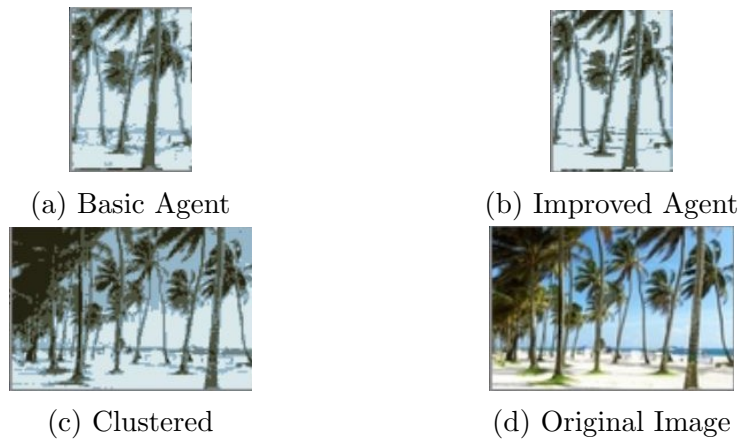 (a) Basic Agent
(b) Improved Agent
(c) Clustered
(d) Original Image